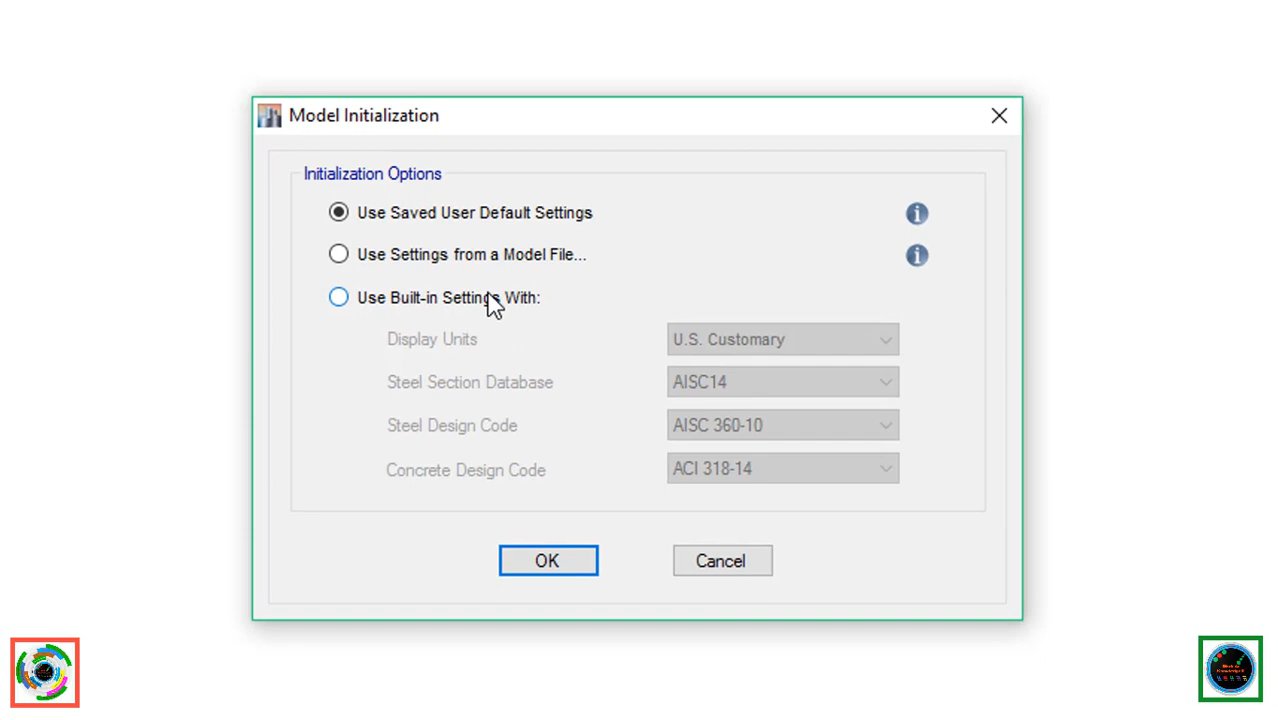 Model Initialization
Initialization Options
Use Saved User Default Settings
Use Settings from a Model File...
Use Built-in Settings With:
Display Units
U.S. Customary
Steel Section Database
AISC14
Steel Design Code
AISC 360-10
Concrete Design Code
ACI 318-14
OK
Cancel